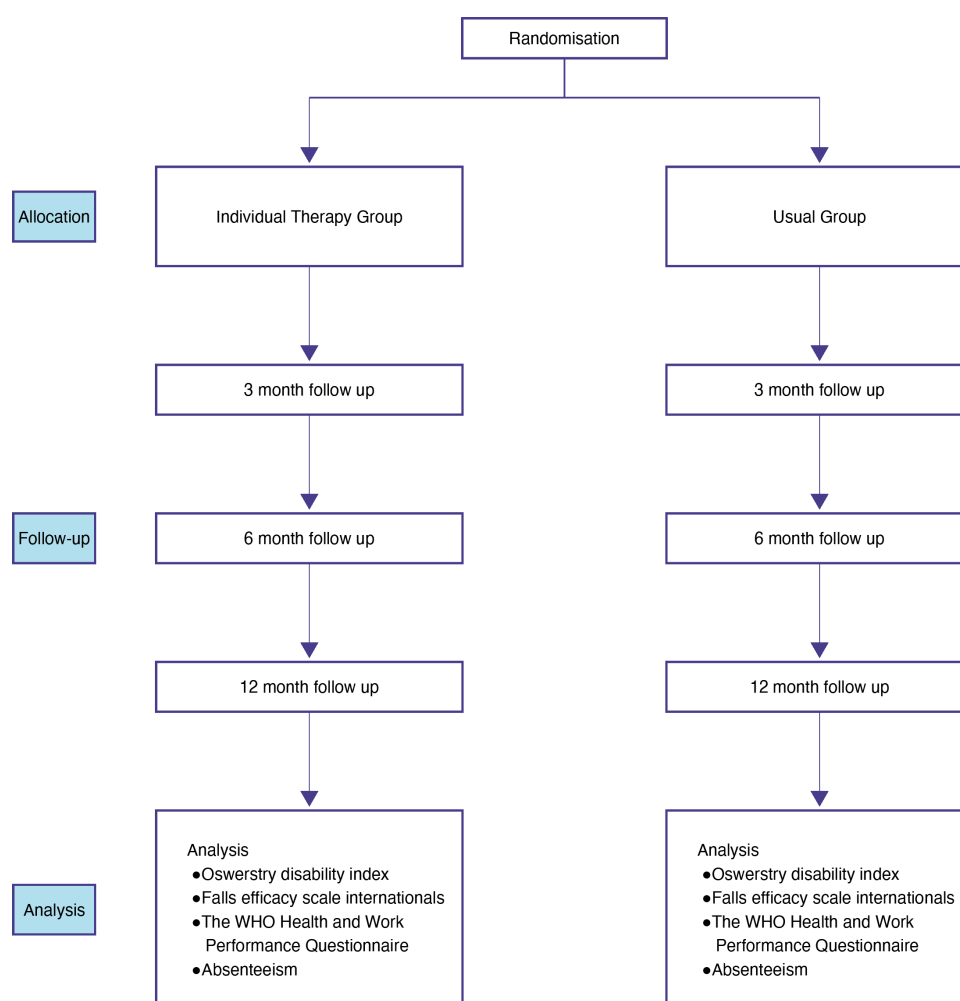 Randomisation
Allocation
Individual Therapy Group
Usual Group
3 month follow up
3 month follow up
Follow-up
6 month follow up
6 month follow up
12 month follow up
12 month follow up
Analysis
Analysis
●Oswerstry disability index
●Falls efficacy scale internationals
●The WHO Health and Work
Performance Questionnaire
●Absenteeism
Analysis
●Oswerstry disability index
●Falls efficacy scale internationals
●The WHO Health and Work
Performance Questionnaire
●Absenteeism